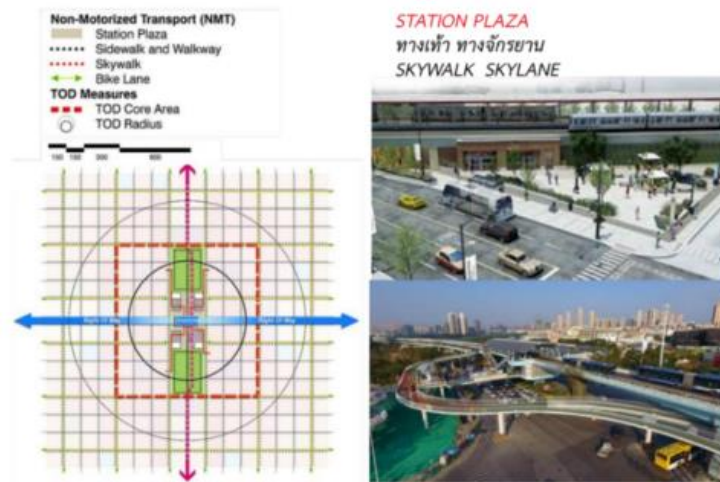 Non-Motorized Transport (NMT)
Station Plaza
Sidewalk and Walkway
Skywalk
Bike Lane
TOD Measures
TOD Core Area
TOD Radius
STATION PLAZA
ทางเท้า ทางจักรยาน
SKYWALK SKYLANE